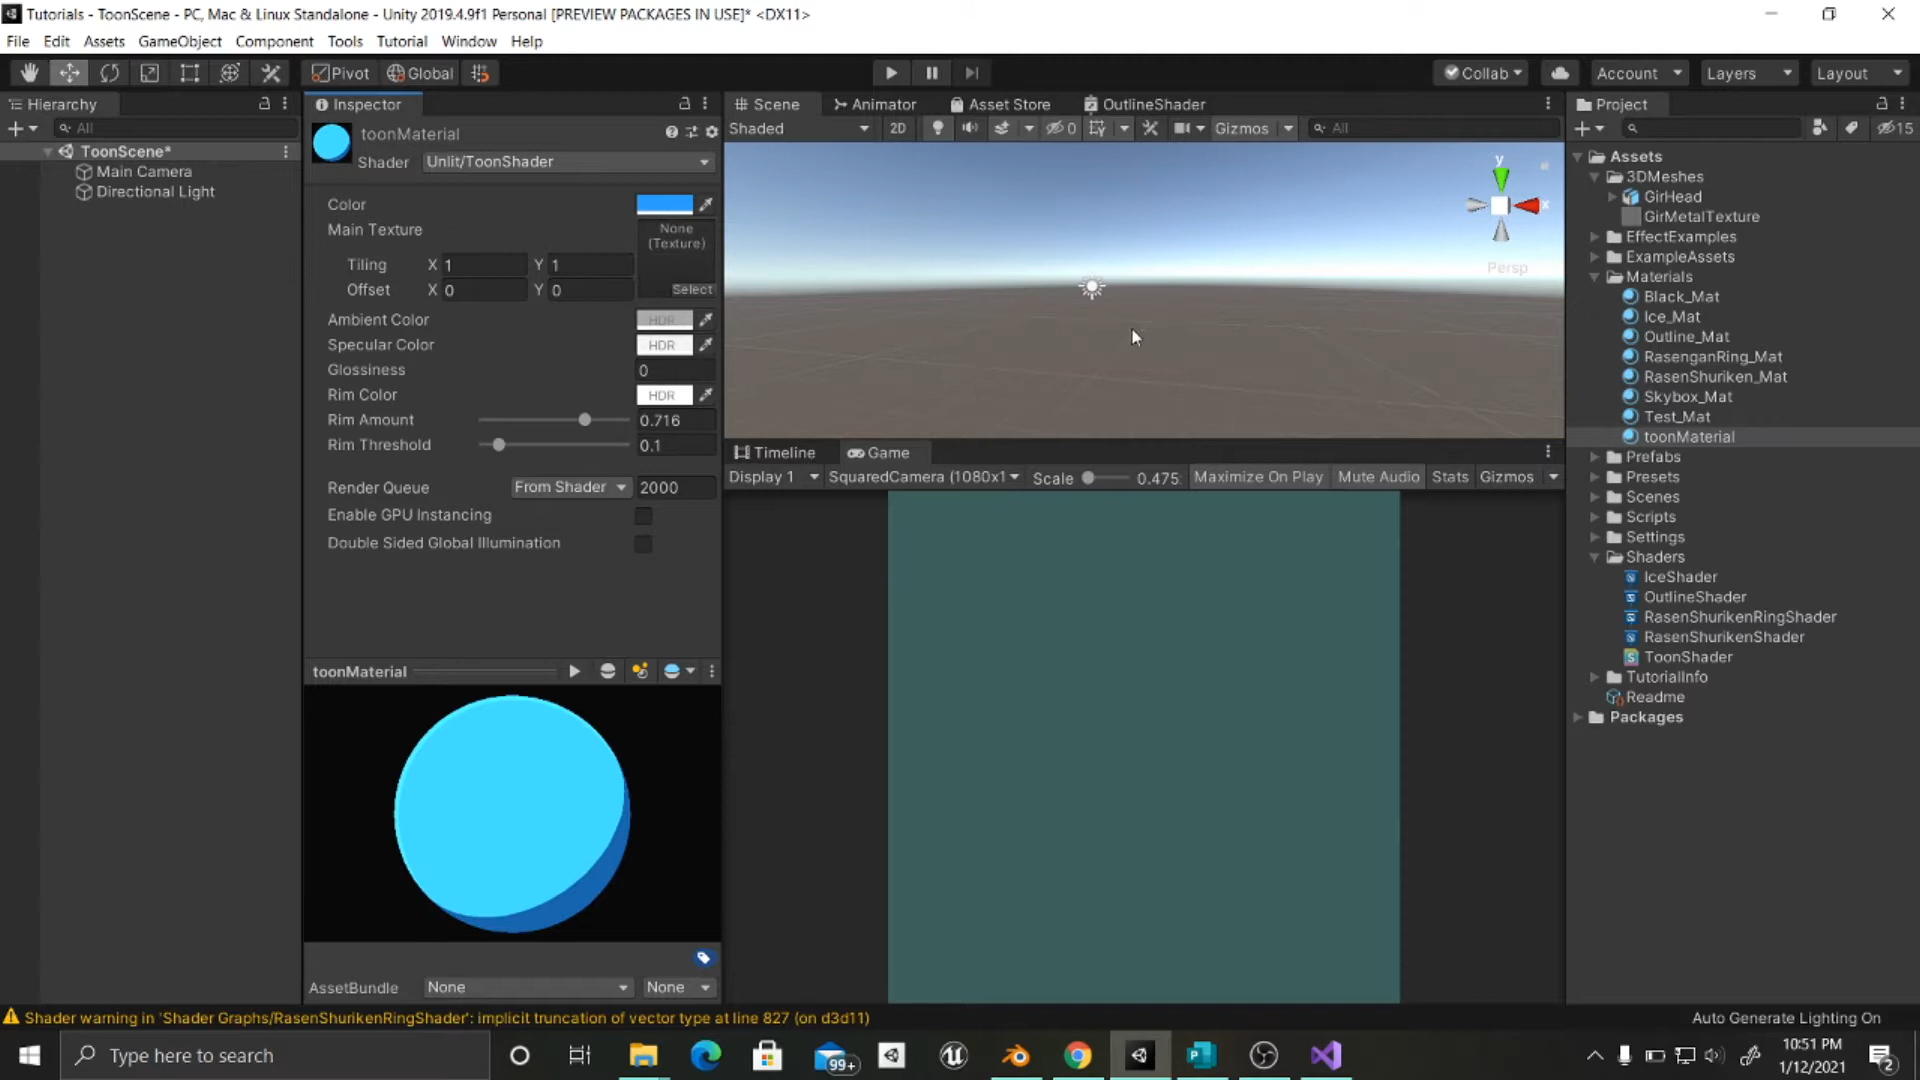 Tutorials - ToonScene - PC, Mac & Linux Standalone - Unity 2019.4.9f1 Personal [PREVIEW PACKAGES IN USE]* <DX11>
File Edit Assets GameObject Component Tools Tutorial Window Help
Pivot Global Collab Account Layers Layout
Hierarchy
All
ToonScene*
Main Camera
Directional Light
Inspector
toonMaterial
Shader Unlit/ToonShader
Color
Main Texture None (Texture)
Tiling X 1 Y 1
Offset X 0 Y 0 Select
Ambient Color HDR
Specular Color HDR
Glossiness 0
Rim Color HDR
Rim Amount 0.716
Rim Threshold 0.1
Render Queue From Shader 2000
Enable GPU Instancing
Double Sided Global Illumination
toonMaterial
AssetBundle None None
Scene Animator Asset Store OutlineShader
Shaded 2D 0 Gizmos All
y
x
Persp
Timeline Game
Display 1 SquaredCamera (1080x1 Scale 0.475 Maximize On Play Mute Audio Stats Gizmos
Project
15
Assets
3DMeshes
GirHead
GirMetalTexture
EffectExamples
ExampleAssets
Materials
Black_Mat
Ice_Mat
Outline_Mat
RasenganRing_Mat
RasenShuriken_Mat
Skybox_Mat
Test_Mat
toonMaterial
Prefabs
Presets
Scenes
Scripts
Settings
Shaders
IceShader
OutlineShader
RasenShurikenRingShader
RasenShurikenShader
ToonShader
TutorialInfo
Readme
Packages
Shader warning in 'Shader Graphs/RasenShurikenRingShader': implicit truncation of vector type at line 827 (on d3d11)
Auto Generate Lighting On
Type here to search
99+
10:51 PM
1/12/2021
2